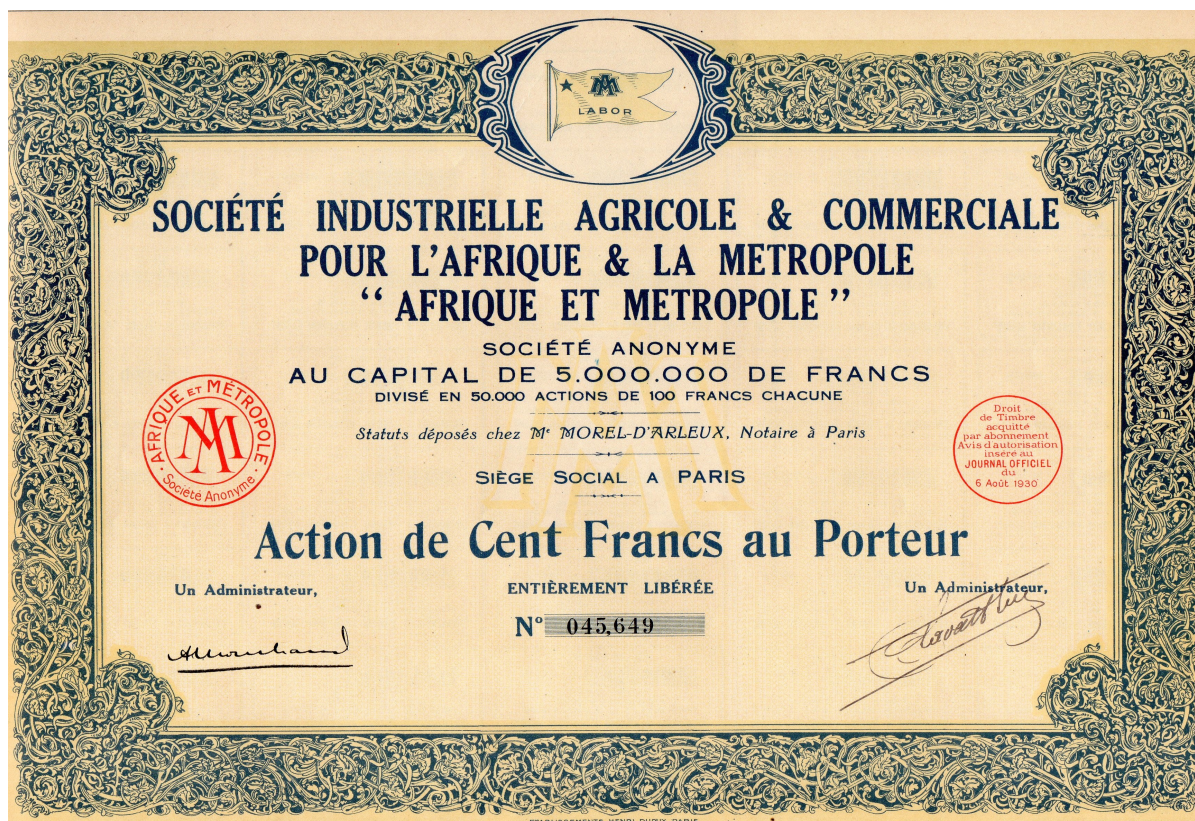 AM
LABOR
SOCIÉTÉ INDUSTRIELLE AGRICOLE & COMMERCIALE
POUR L'AFRIQUE & LA METROPOLE
“ AFRIQUE ET METROPOLE ”
SOCIÉTÉ ANONYME
AU CAPITAL DE 5.000.000 DE FRANCS
DIVISÉ EN 50.000 ACTIONS DE 100 FRANCS CHACUNE
Statuts déposés chez Me MOREL-D'ARLEUX, Notaire à Paris
SIÈGE SOCIAL A PARIS
· AFRIQUE ET MÉTROPOLE ·
AM
Société Anonyme
Droit
de Timbre
acquitté
par abonnement
Avis d'autorisation
inséré au
JOURNAL OFFICIEL
du
6 Août 1930
Action de Cent Francs au Porteur
Un Administrateur,
ENTIÈREMENT LIBÉRÉE
Un Administrateur,
No 045,649